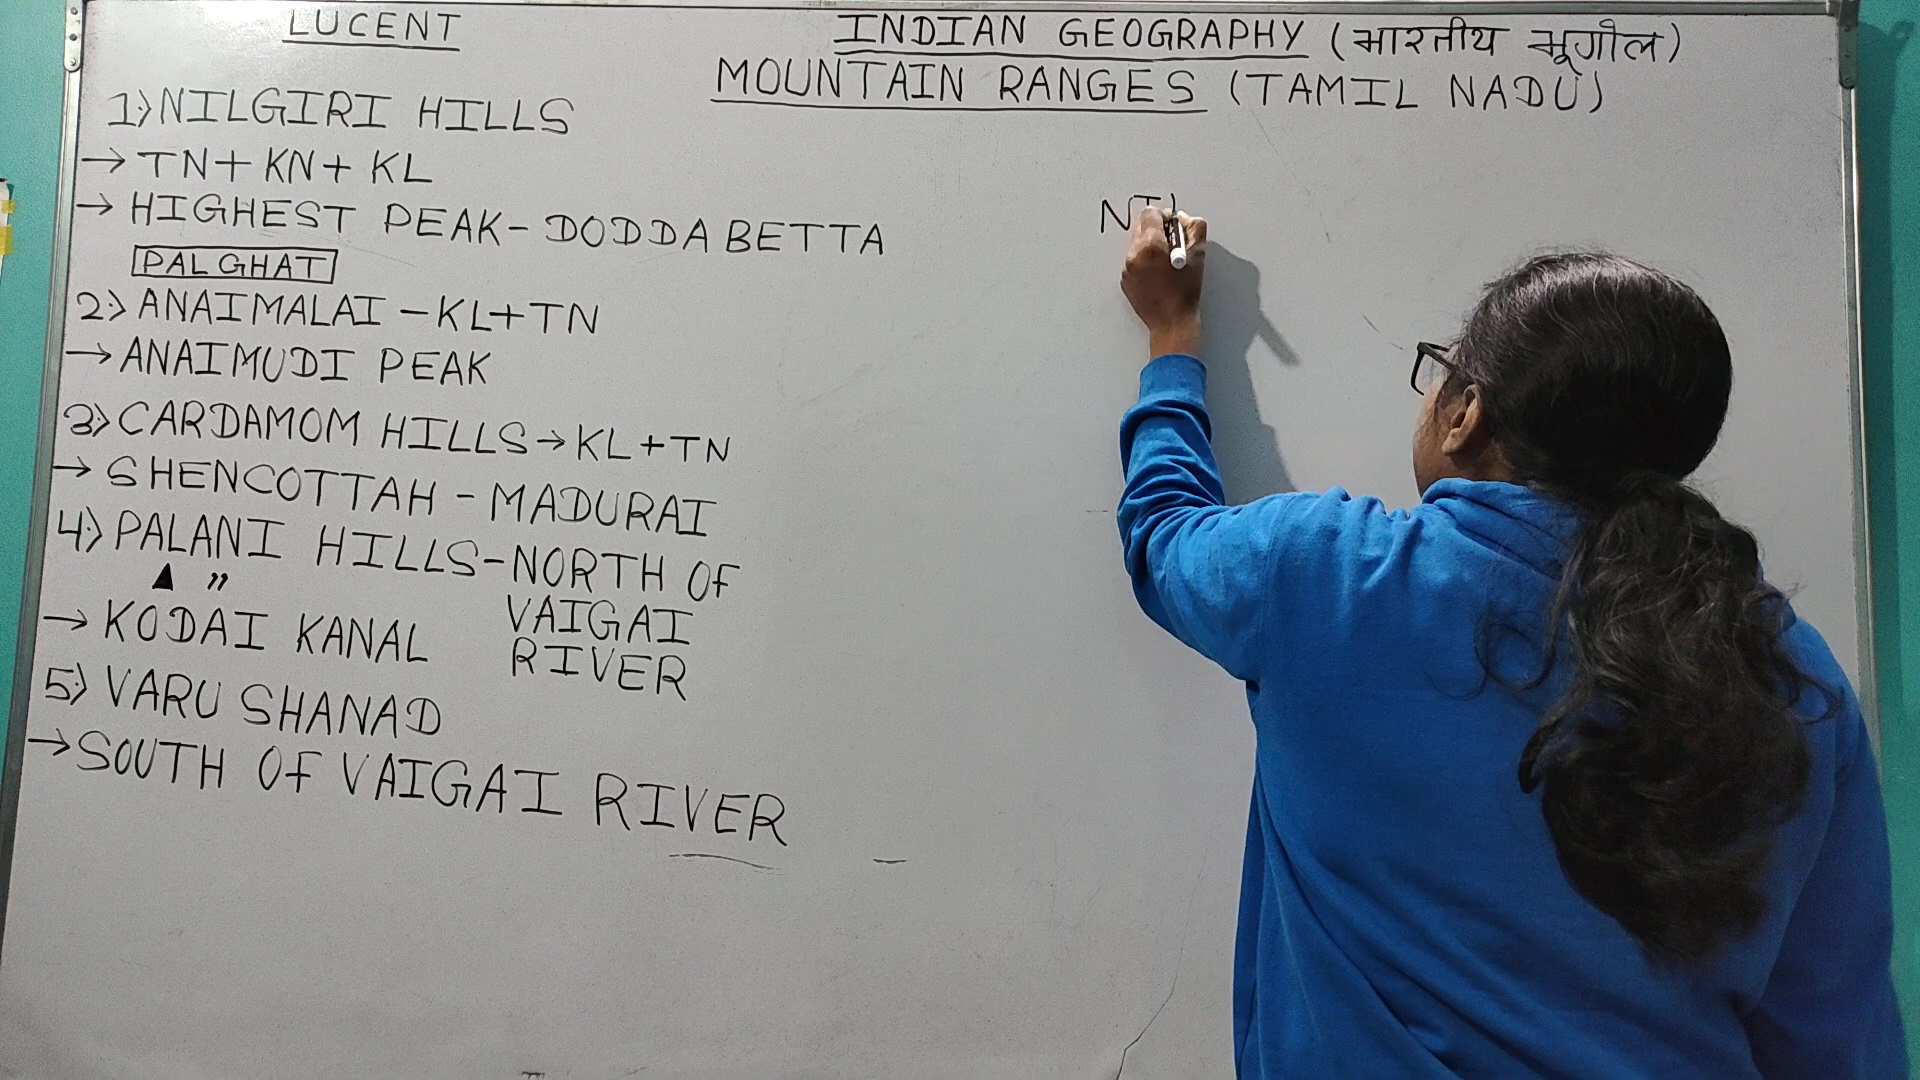 LUCENT
INDIAN GEOGRAPHY (भारतीय भूगोल)
MOUNTAIN RANGES (TAMIL NADU)
1) NILGIRI HILLS
→ TN + KN + KL
→ HIGHEST PEAK - DODDA BETTA
PALGHAT
2) ANAIMALAI - KL + TN
→ ANAIMUDI PEAK
3) CARDAMOM HILLS → KL + TN
→ SHENCOTTAH - MADURAI
4) PALANI HILLS - NORTH OF
VAIGAI
RIVER
▲ "
→ KODAI KANAL
5) VARU SHANAD
→ SOUTH OF VAIGAI RIVER